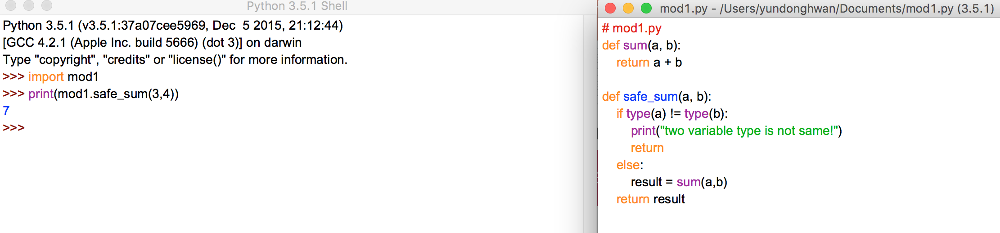 Python 3.5.1 Shell
Python 3.5.1 (v3.5.1:37a07cee5969, Dec  5 2015, 21:12:44)
[GCC 4.2.1 (Apple Inc. build 5666) (dot 3)] on darwin
Type "copyright", "credits" or "license()" for more information.
>>> import mod1
>>> print(mod1.safe_sum(3,4))
7
>>>
mod1.py - /Users/yundonghwan/Documents/mod1.py (3.5.1)
# mod1.py
def sum(a, b):
    return a + b

def safe_sum(a, b):
    if type(a) != type(b):
        print("two variable type is not same!")
        return
    else:
        result = sum(a,b)
    return result